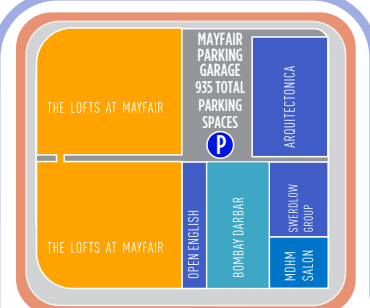 MAYFAIR
PARKING
GARAGE
935 TOTAL
PARKING
SPACES
P
THE LOFTS AT MAYFAIR
ARQUITECTONICA
THE LOFTS AT MAYFAIR
OPEN ENGLISH
BOMBAY DARBAR
SWERDLOW
GROUP
MDHM
SALON